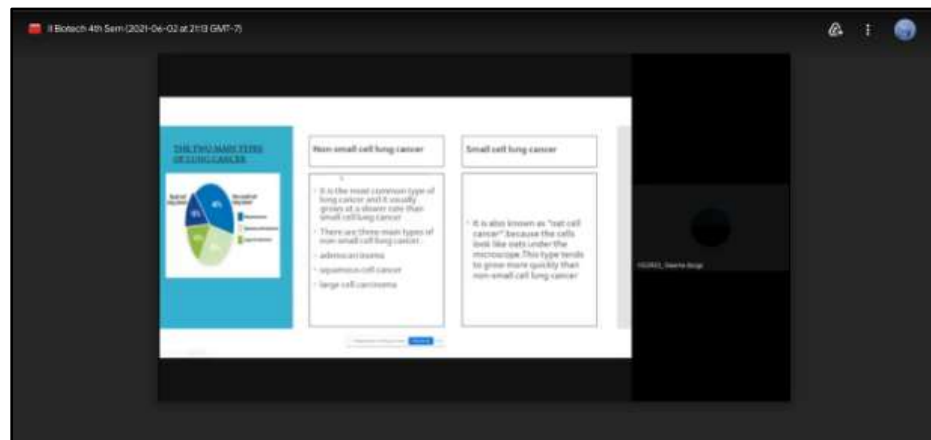 II Biotech 4th Sem (2021-06-02 at 21:13 GMT-7)
THE TWO MAIN TYPES
OF LUNG CANCER
Non-small cell lung cancer
It is the most common type of
lung cancer and it usually
grows at a slower rate than
small cell lung cancer
There are three main types of
non-small cell lung cancer.
adenocarcinoma
squamous cell cancer
large cell carcinoma
Small cell lung cancer
It is also known as "oat cell
cancer" because the cells
look like oats under the
microscope. This type tends
to grow more quickly than
non-small cell lung cancer